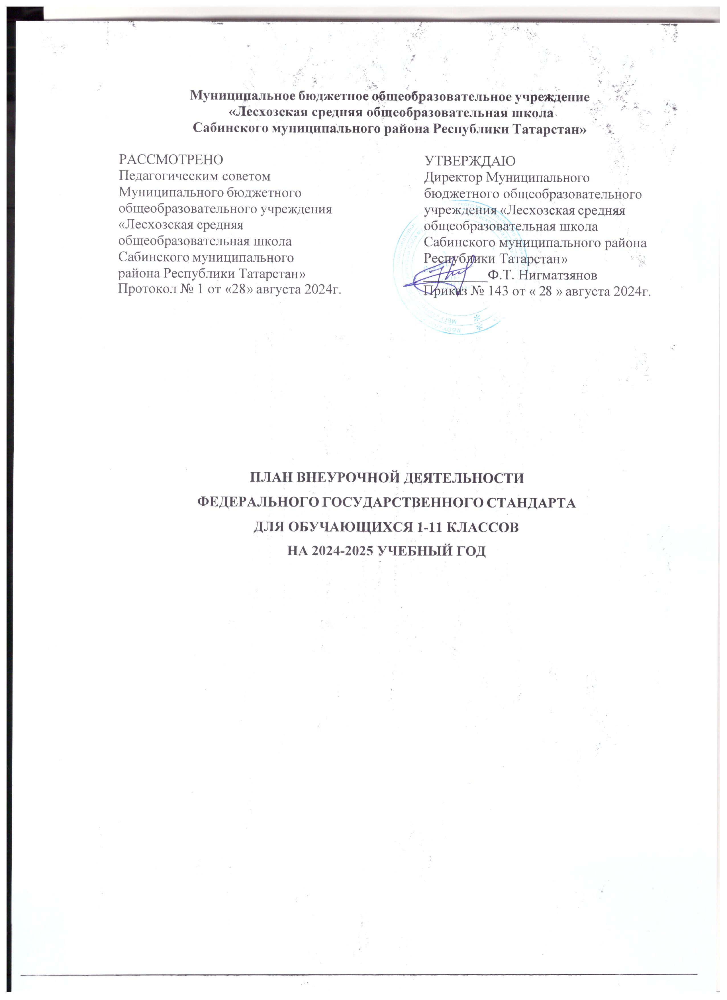 Муниципальное бюджетное общеобразовательное учреждение
«Лесхозская средняя общеобразовательная школа
Сабинского муниципального района Республики Татарстан»
РАССМОТРЕНО
Педагогическим советом
Муниципального бюджетного
общеобразовательного учреждения
«Лесхозская средняя
общеобразовательная школа
Сабинского муниципального
района Республики Татарстан»
Протокол № 1 от «28» августа 2024г.
УТВЕРЖДАЮ
Директор Муниципального
бюджетного общеобразовательного
учреждения «Лесхозская средняя
общеобразовательная школа
Сабинского муниципального района
Республики Татарстан»
___________Ф.Т. Нигматзянов
Приказ № 143 от « 28 » августа 2024г.
ПЛАН ВНЕУРОЧНОЙ ДЕЯТЕЛЬНОСТИ
ФЕДЕРАЛЬНОГО ГОСУДАРСТВЕННОГО СТАНДАРТА
ДЛЯ ОБУЧАЮЩИХСЯ 1-11 КЛАССОВ
НА 2024-2025 УЧЕБНЫЙ ГОД